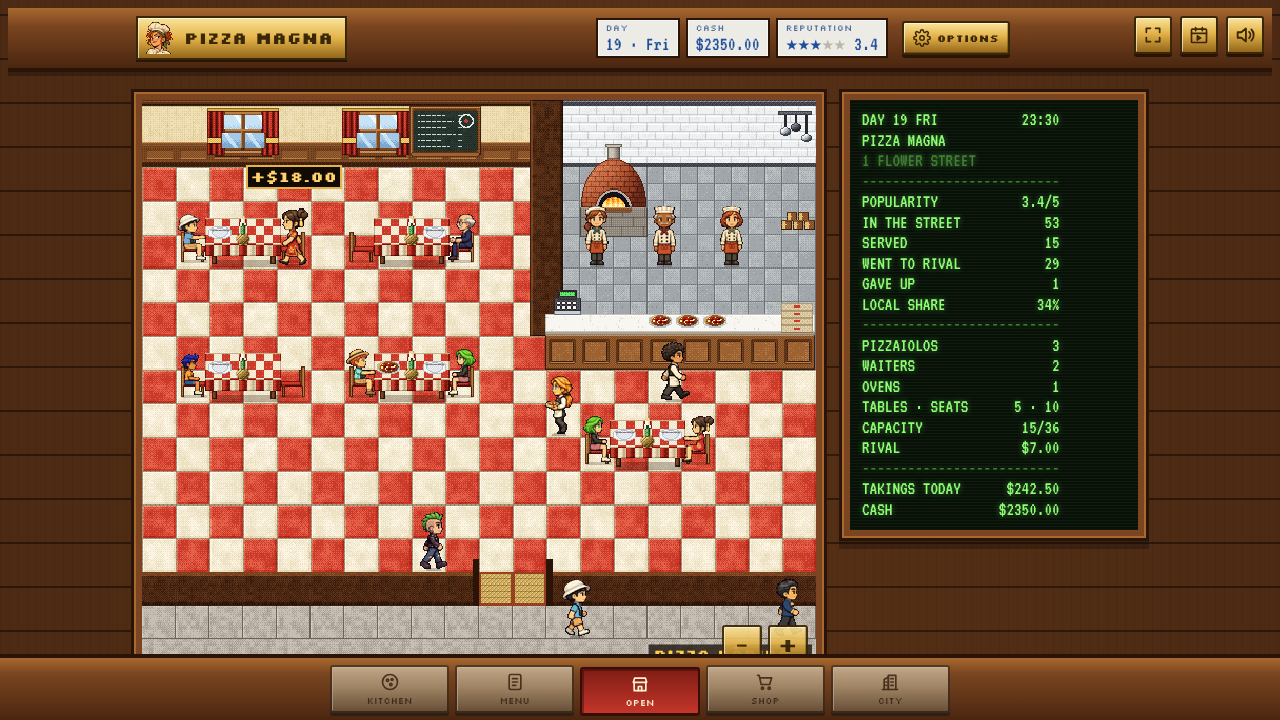 PIZZA MAGNA
DAY
19 · Fri
CASH
$2350.00
REPUTATION
★★★★★ 3.4
OPTIONS
+$18.00
DAY 19 FRI 23:30
PIZZA MAGNA
1 FLOWER STREET
POPULARITY 3.4/5
IN THE STREET 53
SERVED 15
WENT TO RIVAL 29
GAVE UP 1
LOCAL SHARE 34%
PIZZAIOLOS 3
WAITERS 2
OVENS 1
TABLES · SEATS 5 · 10
CAPACITY 15/36
RIVAL $7.00
TAKINGS TODAY $242.50
CASH $2350.00
− +
KITCHEN
MENU
OPEN
SHOP
CITY